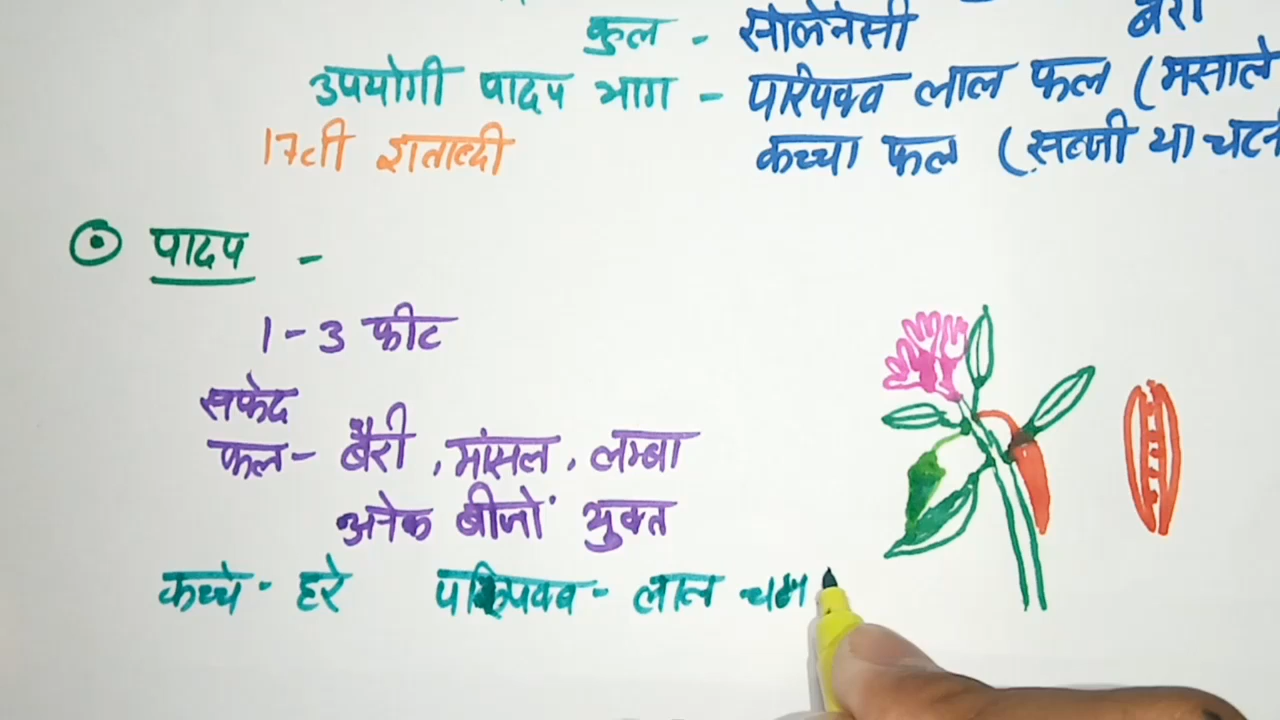 कुल - सोलेनेसी बेरी
उपयोगी पादप भाग - परिपक्व लाल फल (मसाले
17वी शताब्दी कच्चा फल (सब्जी या चटन
पादप -
1-3 फीट
सफेद
फल - बैरी, मांसल, लम्बा
अनेक बीजों युक्त
कच्चे - हरे परिपक्व - लाल चम